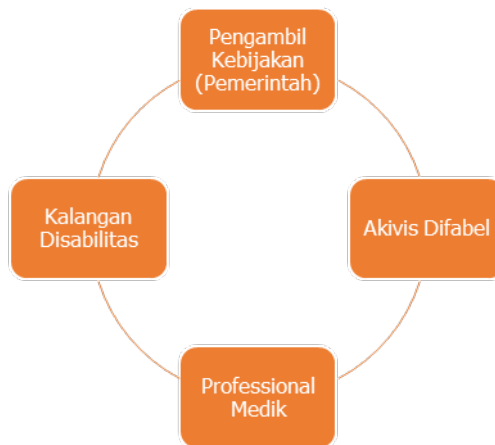 Pengambil
Kebijakan
(Pemerintah)
Kalangan
Disabilitas
Akivis Difabel
Professional
Medik